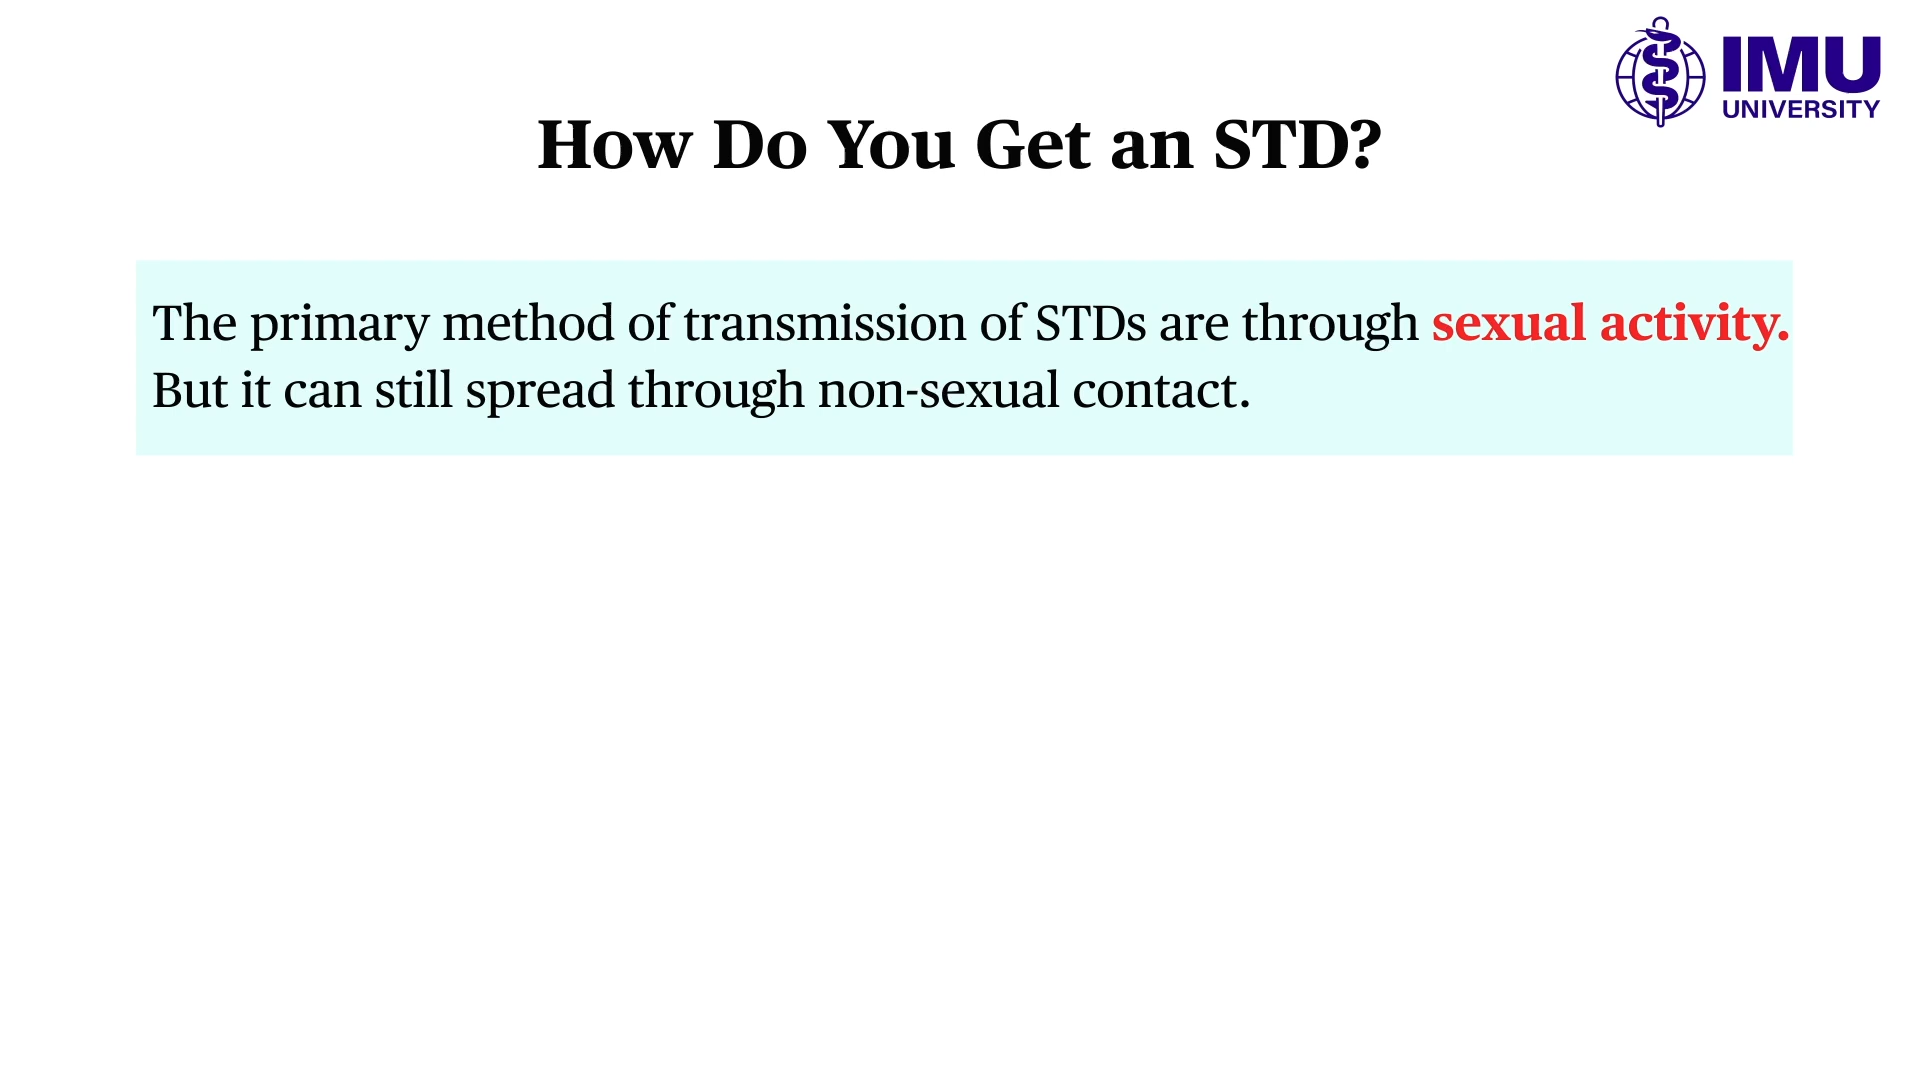 IMU
UNIVERSITY
How Do You Get an STD?
The primary method of transmission of STDs are through sexual activity.
But it can still spread through non-sexual contact.